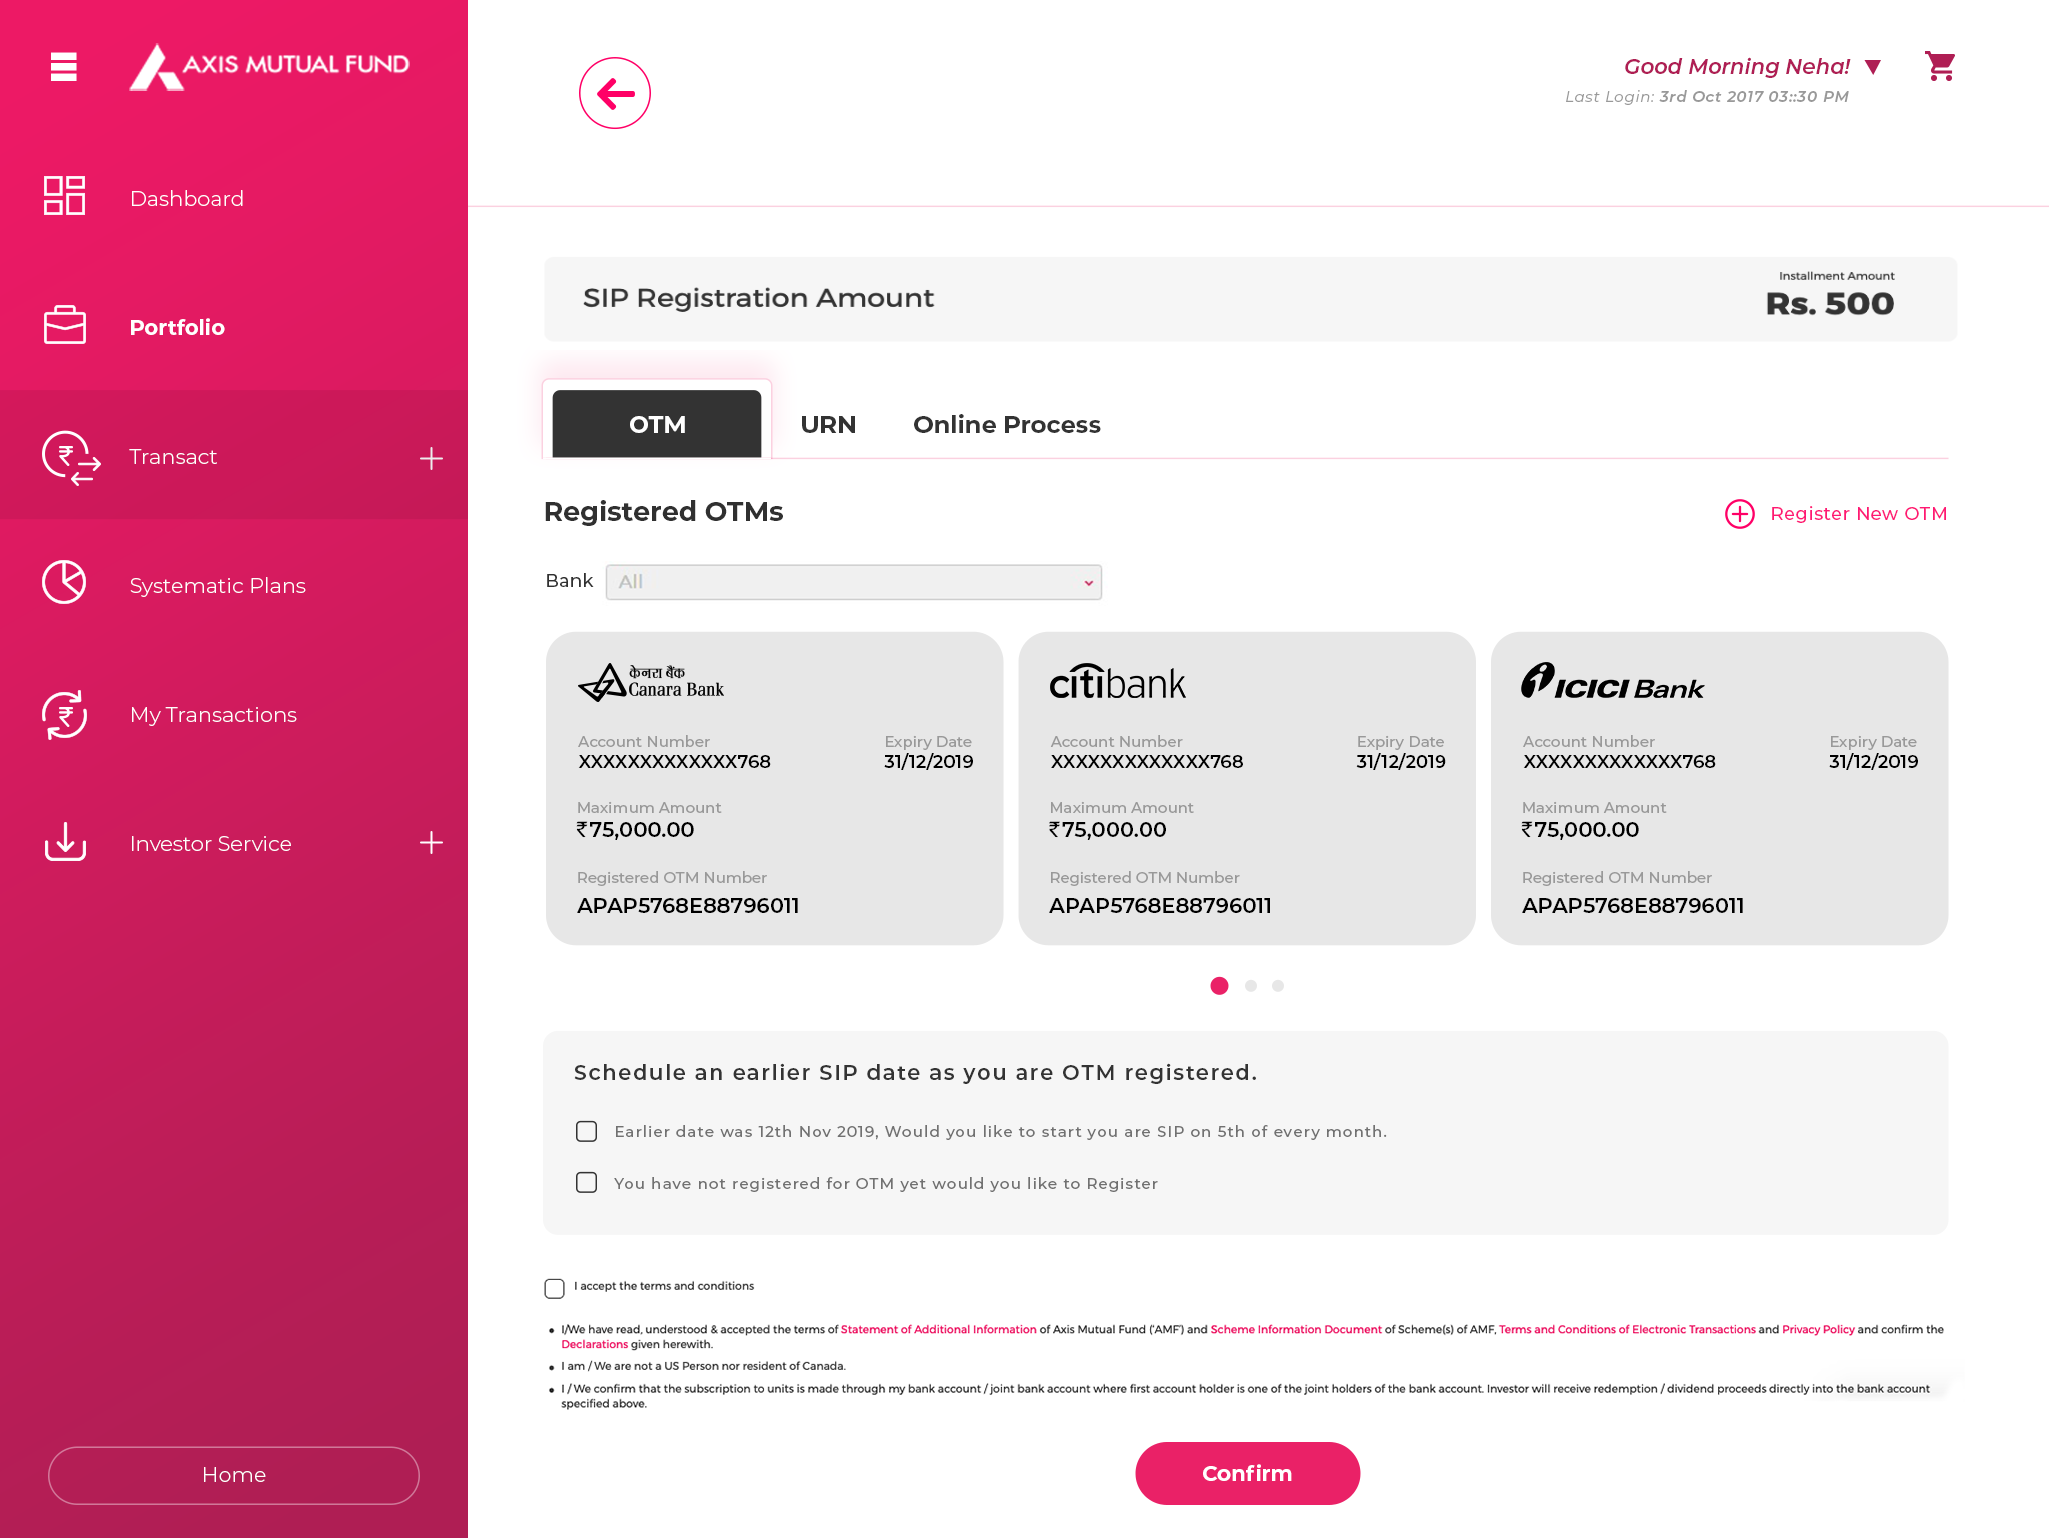 AXIS MUTUAL FUND
Good Morning Neha!
Last Login: 3rd Oct 2017 03::30 PM
Dashboard
Portfolio
Transact
Systematic Plans
My Transactions
Investor Service
Home
SIP Registration Amount
Installment Amount
Rs. 500
OTM
URN
Online Process
Registered OTMs
Register New OTM
Bank
All
केनरा बैंक
Canara Bank
Account Number
XXXXXXXXXXXXX768
Expiry Date
31/12/2019
Maximum Amount
₹75,000.00
Registered OTM Number
APAP5768E88796011
citibank
Account Number
XXXXXXXXXXXXX768
Expiry Date
31/12/2019
Maximum Amount
₹75,000.00
Registered OTM Number
APAP5768E88796011
ICICI Bank
Account Number
XXXXXXXXXXXXX768
Expiry Date
31/12/2019
Maximum Amount
₹75,000.00
Registered OTM Number
APAP5768E88796011
Schedule an earlier SIP date as you are OTM registered.
Earlier date was 12th Nov 2019, Would you like to start you are SIP on 5th of every month.
You have not registered for OTM yet would you like to Register
I accept the terms and conditions
• I/We have read, understood & accepted the terms of Statement of Additional Information of Axis Mutual Fund ('AMF') and Scheme Information Document of Scheme(s) of AMF, Terms and Conditions of Electronic Transactions and Privacy Policy and confirm the
Declarations given herewith.
• I am / We are not a US Person nor resident of Canada.
• I / We confirm that the subscription to units is made through my bank account / joint bank account where first account holder is one of the joint holders of the bank account. Investor will receive redemption / dividend proceeds directly into the bank account
specified above.
Confirm